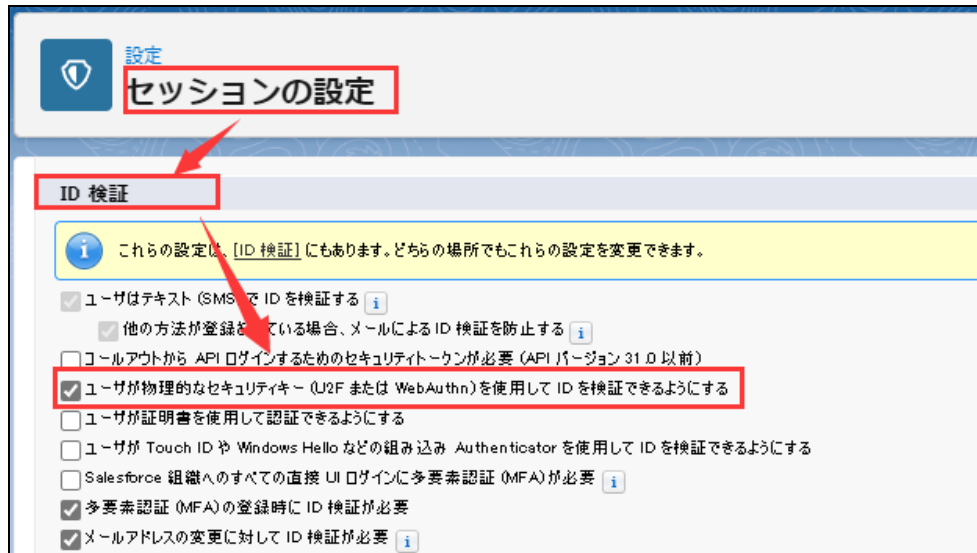 設定
セッションの設定
ID 検証
これらの設定は、[ID 検証] にもあります。どちらの場所でもこれらの設定を変更できます。
ユーザはテキスト (SMS) で ID を検証する
他の方法が登録されている場合、メールによる ID 検証を防止する
コールアウトから API ログインするためのセキュリティトークンが必要 (API バージョン 31.0 以前)
ユーザが物理的なセキュリティキー (U2F または WebAuthn) を使用して ID を検証できるようにする
ユーザが証明書を使用して認証できるようにする
ユーザが Touch ID や Windows Hello などの組み込み Authenticator を使用して ID を検証できるようにする
Salesforce 組織へのすべての直接 UI ログインに多要素認証 (MFA) が必要
多要素認証 (MFA) の登録時に ID 検証が必要
メールアドレスの変更に対して ID 検証が必要